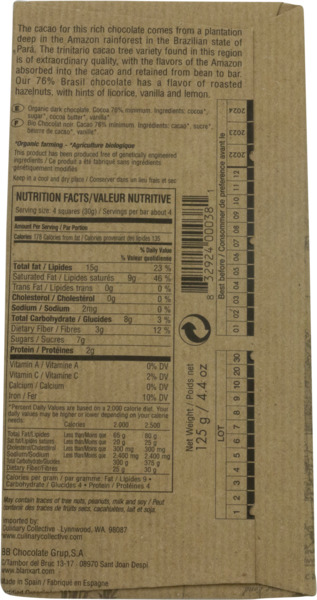 The cacao for this rich chocolate comes from a plantation
deep in the Amazon rainforest in the Brazilian state of
Pará. The trinitario cacao tree variety found in this region
is of extraordinary quality, with the flavors of the Amazon
absorbed into the cacao and retained from bean to bar.
Our 76% Brasil chocolate has a flavor of roasted
hazelnuts, with hints of licorice, vanilla and lemon.
E Organic dark chocolate. Cocoa 76% minimum. Ingredients: cocoa*,
sugar*, cocoa butter*, vanilla*.
F Bio Chocolat noir. Cacao 76% minimum. Ingrédients: cacao*, sucre*,
beurre de cacao*, vanille*.
*Organic farming - *Agriculture biologique
This product has been produced free of genetically engineered
ingredients / Ce produit a été fabriqué sans ingrédients
génétiquement modifiés
Keep in a cool and dry place / Conserver dans un lieu frais et sec
NUTRITION FACTS/VALEUR NUTRITIVE
Serving size: 4 squares (30g) / Servings per bar about 4
Amount Per Serving / Par Portion
Calories 178 Calories from fat / Calories provenant des lipides 135
% Daily Value
% Valeur quotidienne
Total fat / Lipides 15g 23 %
Saturated Fat / Lipides saturés 9g 46 %
Trans Fat / Lipides trans 0g 0 %
Cholesterol / Cholestérol 0g 0 %
Sodium / Sodium 2mg 0 %
Total Carbohydrate / Glucides 8g 3 %
Dietary Fiber / Fibres 3g 12 %
Sugars / Sucres 7g
Protein / Protéines 2g
Vitamin A / Vitamine A 0% DV
Vitamin C / Vitamine C 2% DV
Calcium / Calcium 0% DV
Iron / Fer 10% DV
*Percent Daily Values are based on a 2,000 calorie diet. Your
daily values may be higher or lower depending on your calorie
needs:
Calories 2.000 2.500
Total Fat/Lipides Less than/Moins que 65 g 80 g
Sat fat/Lipides saturés Less than/Moins que 20 g 25 g
Cholesterol/Cholestérol Less than/Moins que 300 mg 300 mg
Sodium/Sodium Less than/Moins que 2.400 mg 2.400 mg
Total Carbohydrate/Glucides 300 g 375 g
Dietary Fiber/Fibres 25 g 30 g
Calories per gram / par gramme: Fat / Lipides 9 •
Carbohydrate / Glucides 4 • Protein / Protéines 4
May contain traces of tree nuts, peanuts, milk and soy / Peut
contenir des traces de fruits secs, cacahuètes, lait et soja.
Imported by:
Culinary Collective Lynnwood, WA 98087
www.culinarycollective.com
BB Chocolate Grup, S.A
C/Tambor del Bruc 13-17 - 08970 Sant Joan Despí
www.blanxart.com
Made in Spain / Fabriqué en Espagne
8 32924 00038 1
Net Weight / Poids net
125 g / 4.4 oz
Best before / Consommer de préférence avant le
01 02 03 04 05 06 07 08 09 10 11 12
2022 2023 2024
LOT
1 2 3 4 5 6 7 8 9 10 20 30